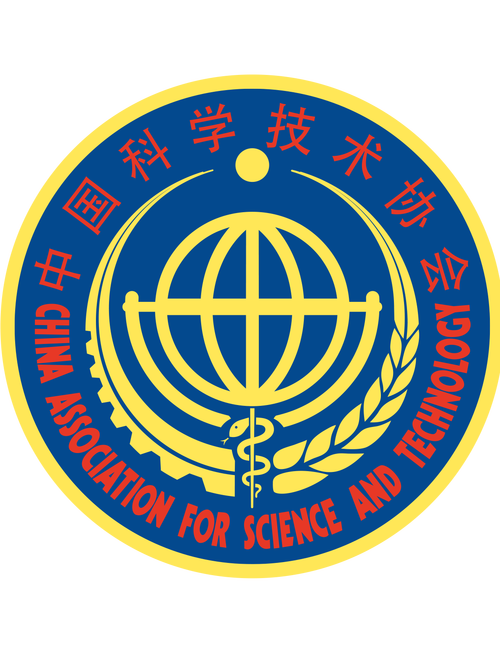 中国科学技术协会
CHINA ASSOCIATION FOR SCIENCE AND TECHNOLOGY